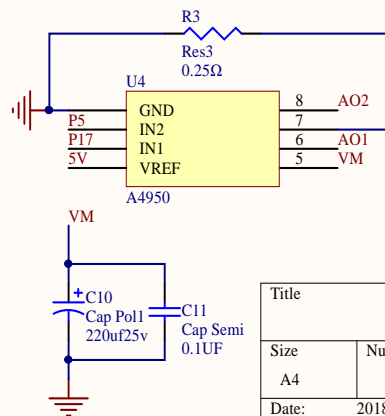 R3
Res3
0.25Ω
U4
GND 8 AO2
P5 IN2 7
P17 IN1 6 AO1
5V VREF 5 VM
A4950
VM
+
C10
Cap Pol1
220uf25v
C11
Cap Semi
0.1UF
Title
Size Nu
A4
Date: 2018